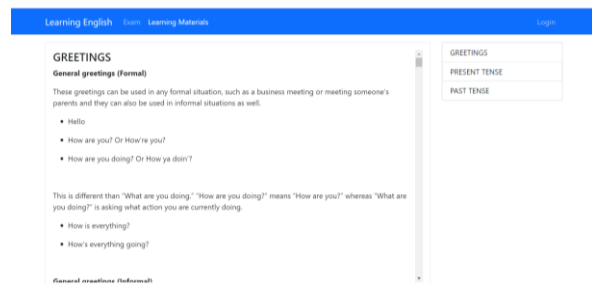 Learning English Exam Learning Materials Login
GREETINGS
General greetings (Formal)
These greetings can be used in any formal situation, such as a business meeting or meeting someone's
parents and they can also be used in informal situations as well.
• Hello
• How are you? Or How're you?
• How are you doing? Or How ya doin'?
This is different than "What are you doing." "How are you doing?" means "How are you?" whereas "What are
you doing?" is asking what action you are currently doing.
• How is everything?
• How's everything going?
General greetings (Informal)
GREETINGS
PRESENT TENSE
PAST TENSE